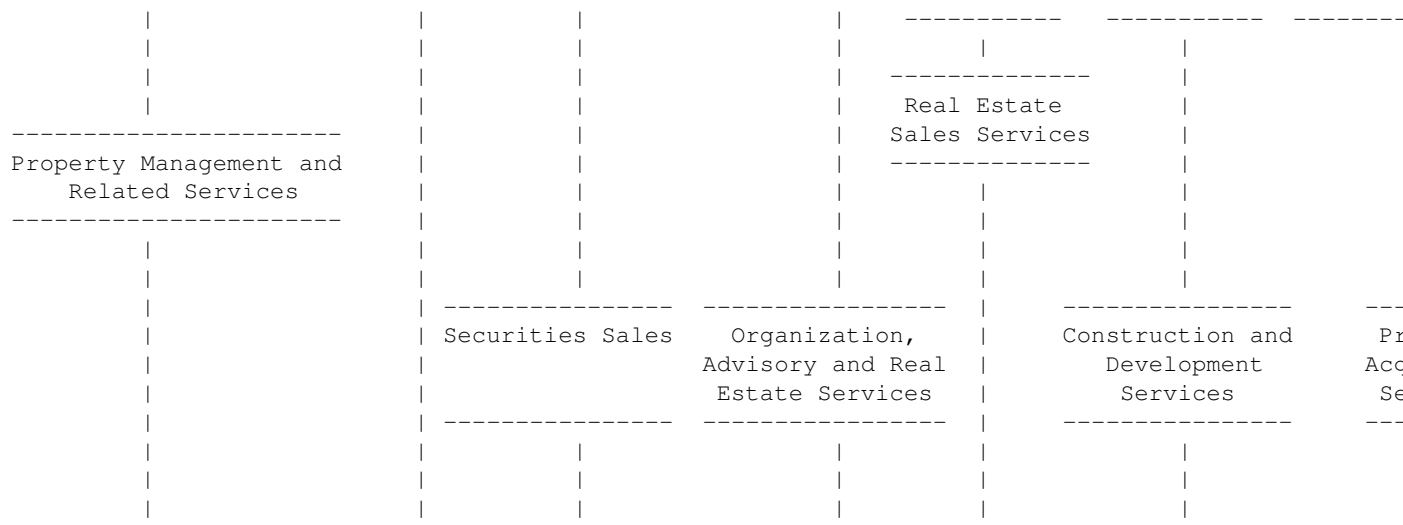 Real Estate
Sales Services
Property Management and
Related Services
Securities Sales
Organization,
Advisory and Real
Estate Services
Construction and
Development
Services